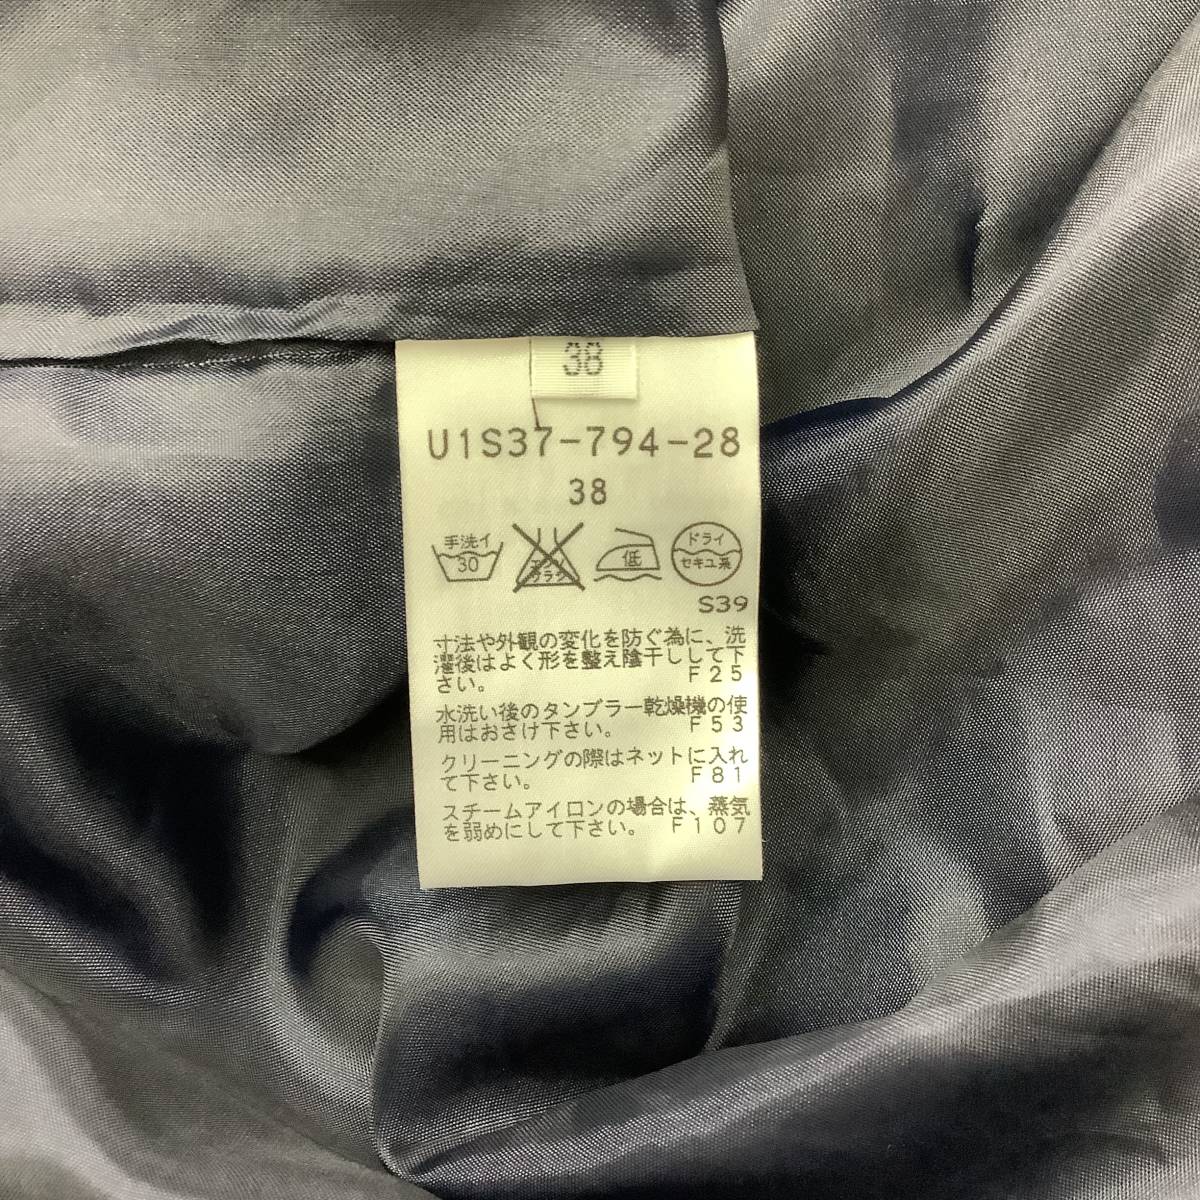 38
U1S37-794-28
38
手洗イ
30
エンソ
サラシ
低
ドライ
セキユ系
S39
寸法や外観の変化を防ぐ為に、洗
濯後はよく形を整え陰干しして下
さい。 F25
水洗い後のタンブラー乾燥機の使
用はおさけ下さい。 F53
クリーニングの際はネットに入れ
て下さい。 F81
スチームアイロンの場合は、蒸気
を弱めにして下さい。 F107